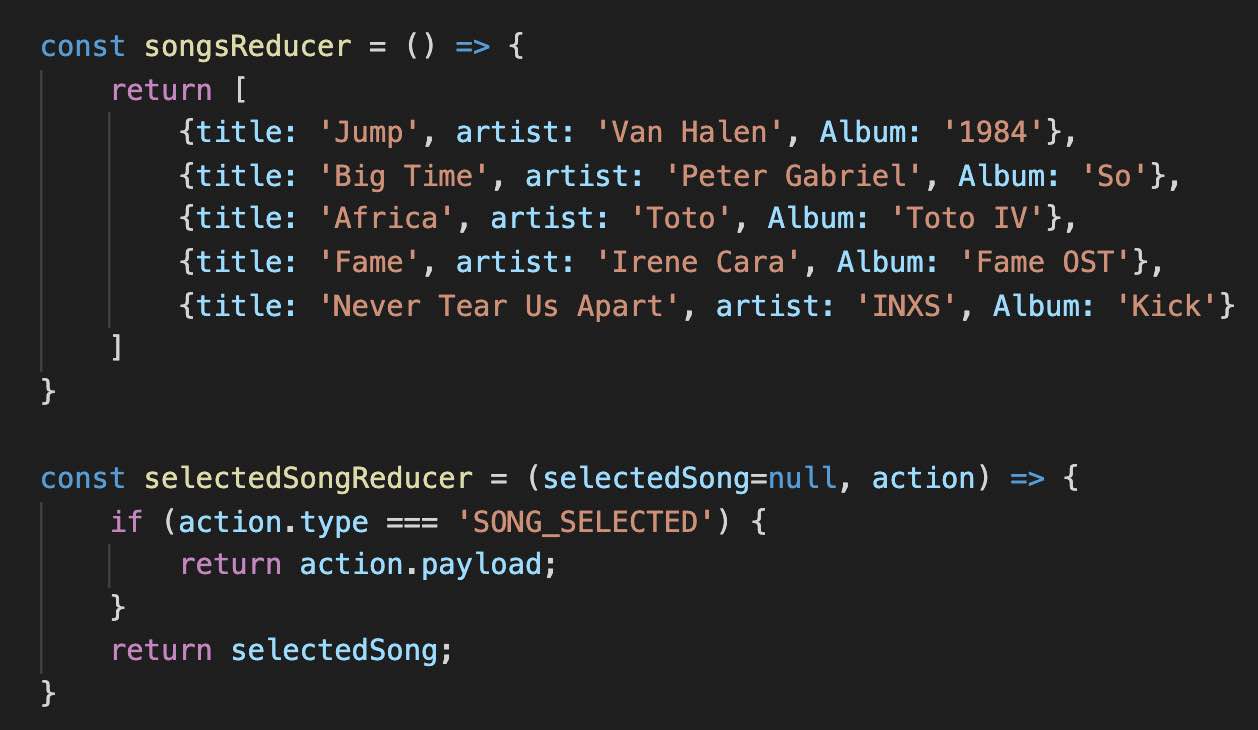 const songsReducer = () => {
    return [
        {title: 'Jump', artist: 'Van Halen', Album: '1984'},
        {title: 'Big Time', artist: 'Peter Gabriel', Album: 'So'},
        {title: 'Africa', artist: 'Toto', Album: 'Toto IV'},
        {title: 'Fame', artist: 'Irene Cara', Album: 'Fame OST'},
        {title: 'Never Tear Us Apart', artist: 'INXS', Album: 'Kick'}
    ]
}

const selectedSongReducer = (selectedSong=null, action) => {
    if (action.type === 'SONG_SELECTED') {
        return action.payload;
    }
    return selectedSong;
}